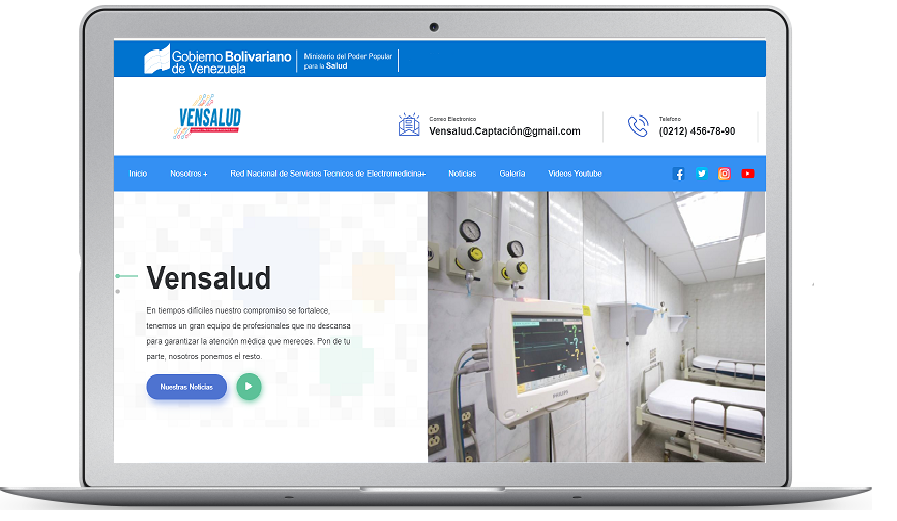 Gobierno Bolivariano
de Venezuela
Ministerio del Poder Popular
para la Salud
VENSALUD
Correo Electronico
Vensalud.Captación@gmail.com
Telefono
(0212) 456-78-90
Inicio
Nosotros +
Red Nacional de Servicios Tecnicos de Electromedicina+
Noticias
Galería
Videos Youtube
Vensalud
En tiempos difíciles nuestro compromiso se fortalece,
tenemos un gran equipo de profesionales que no descansa
para garantizar la atención médica que mereces. Pon de tu
parte, nosotros ponemos el resto.
Nuestras Noticias
PHILIPS